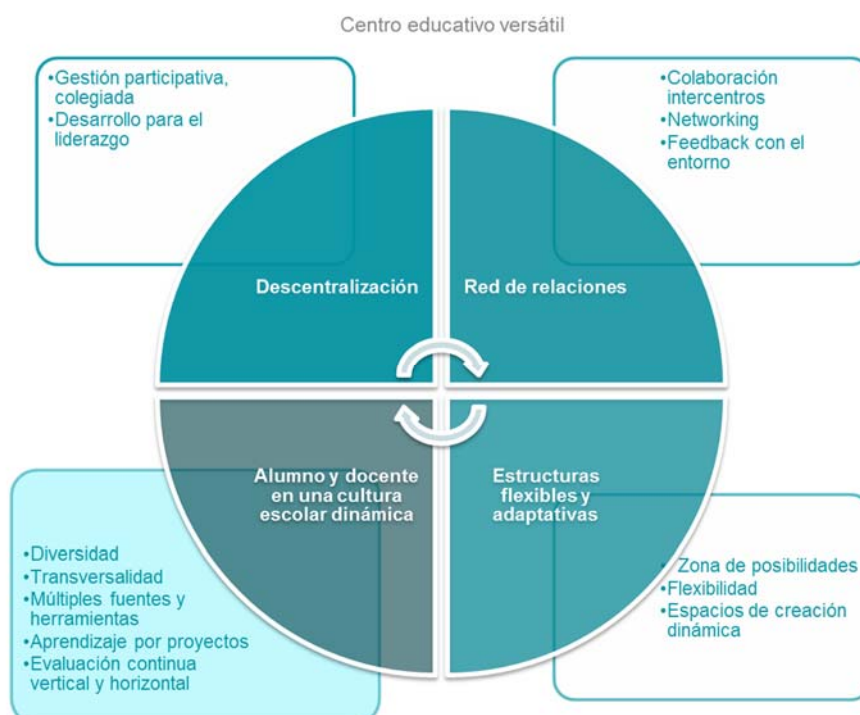 Centro educativo versátil
•Gestión participativa,
colegiada
•Desarrollo para el
liderazgo
•Colaboración
intercentros
•Networking
•Feedback con el
entorno
Descentralización
Red de relaciones
Alumno y docente
en una cultura
escolar dinámica
Estructuras
flexibles y
adaptativas
•Diversidad
•Transversalidad
•Múltiples fuentes y
herramientas
•Aprendizaje por proyectos
•Evaluación continua
vertical y horizontal
• Zona de posibilidades
•Flexibilidad
•Espacios de creación
dinámica